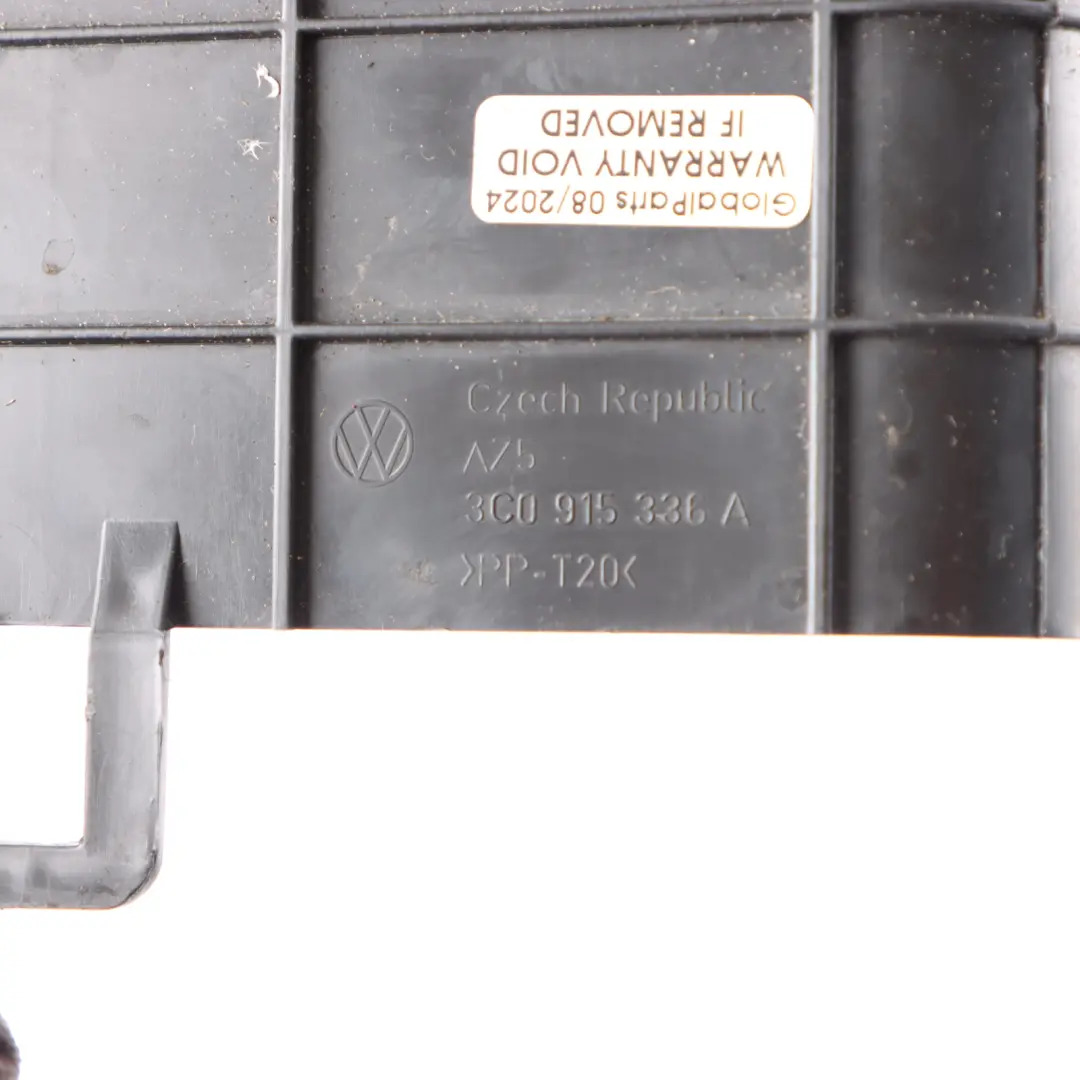 GlobalParts 08/2024
WARRANTY VOID
IF REMOVED
Czech Republic
AZ5
3C0 915 336 A
>PP-T20<